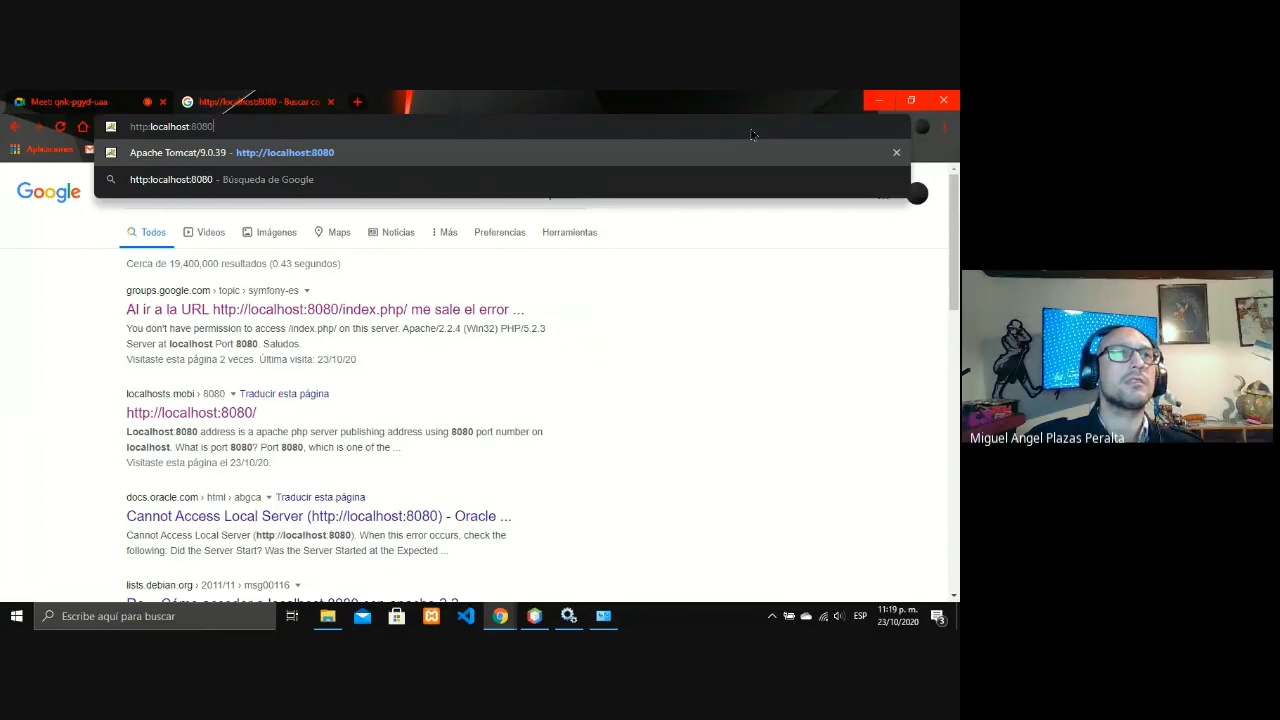 Meet: qnk-pgyd-uaa
http://localhost:8080 - Buscar co
http:localhost:8080
Aplicaciones
Apache Tomcat/9.0.39 - http://localhost:8080
http:localhost:8080 - Búsqueda de Google
Google
Todos
Videos
Imágenes
Maps
Noticias
Más
Preferencias
Herramientas
Cerca de 19,400,000 resultados (0.43 segundos)
groups.google.com › topic › symfony-es
Al ir a la URL http://localhost:8080/index.php/ me sale el error ...
You don't have permission to access /index.php/ on this server. Apache/2.2.4 (Win32) PHP/5.2.3
Server at localhost Port 8080. Saludos.
Visitaste esta página 2 veces. Última visita: 23/10/20
localhosts.mobi › 8080 Traducir esta página
http://localhost:8080/
Localhost:8080 address is a apache php server publishing address using 8080 port number on
localhost. What is port 8080? Port 8080, which is one of the ...
Visitaste esta página el 23/10/20.
docs.oracle.com › html › abgca Traducir esta página
Cannot Access Local Server (http://localhost:8080) - Oracle ...
Cannot Access Local Server (http://localhost:8080). When this error occurs, check the
following: Did the Server Start? Was the Server Started at the Expected ...
lists.debian.org › 2011/11 › msg00116
Escribe aquí para buscar
ESP
11:19 p. m.
23/10/2020
3
Miguel Angel Plazas Peralta